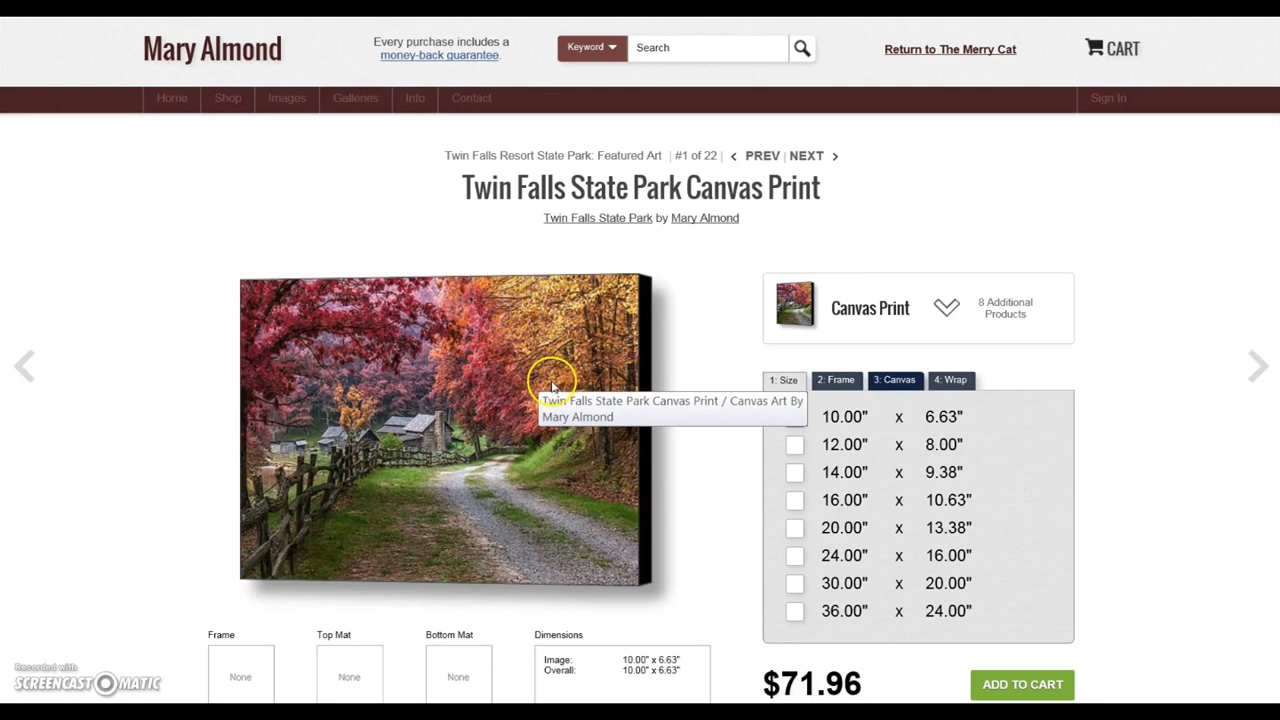 Mary Almond
Every purchase includes a
money-back guarantee.
Keyword
Search
Return to The Merry Cat
CART
Home
Shop
Images
Galleries
Info
Contact
Sign In
Twin Falls Resort State Park: Featured Art | #1 of 22 | < PREV | NEXT >
Twin Falls State Park Canvas Print
Twin Falls State Park by Mary Almond
Canvas Print
8 Additional
Products
1: Size
2: Frame
3: Canvas
4: Wrap
Twin Falls State Park Canvas Print / Canvas Art By
Mary Almond
10.00" x 6.63"
12.00" x 8.00"
14.00" x 9.38"
16.00" x 10.63"
20.00" x 13.38"
24.00" x 16.00"
30.00" x 20.00"
36.00" x 24.00"
Frame
Top Mat
Bottom Mat
Dimensions
None
None
None
Image: 10.00" x 6.63"
Overall: 10.00" x 6.63"
$71.96
ADD TO CART
Recorded with
SCREENCAST-O-MATIC